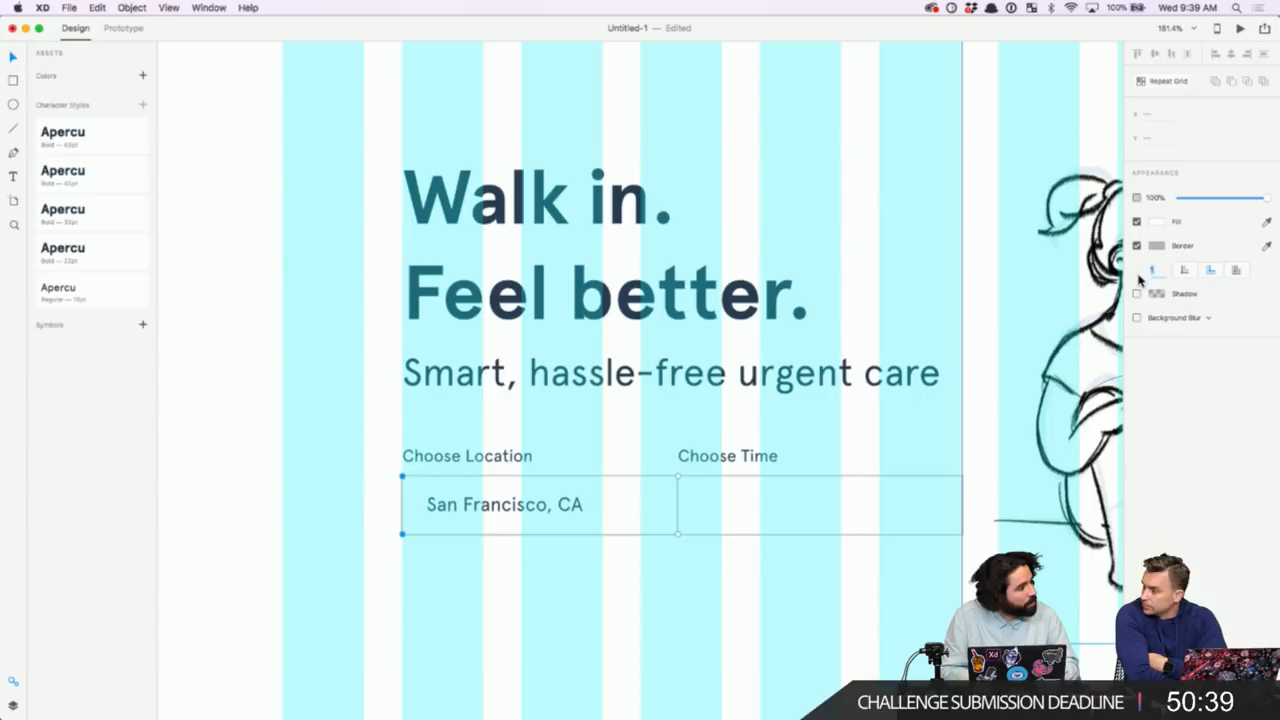 XD File Edit Object View Window Help
100% Wed 9:39 AM
Design Prototype
Untitled-1 — Edited
181.4%
ASSETS
Colors
Character Styles
Apercu
Apercu
Apercu
Apercu
Apercu
Symbols
Repeat Grid
X —
Y —
APPEARANCE
100%
Fill
Border
Shadow
Background Blur
Walk in.
Feel better.
Smart, hassle-free urgent care
Choose Location
Choose Time
San Francisco, CA
Xd
CHALLENGE SUBMISSION DEADLINE | 50:39